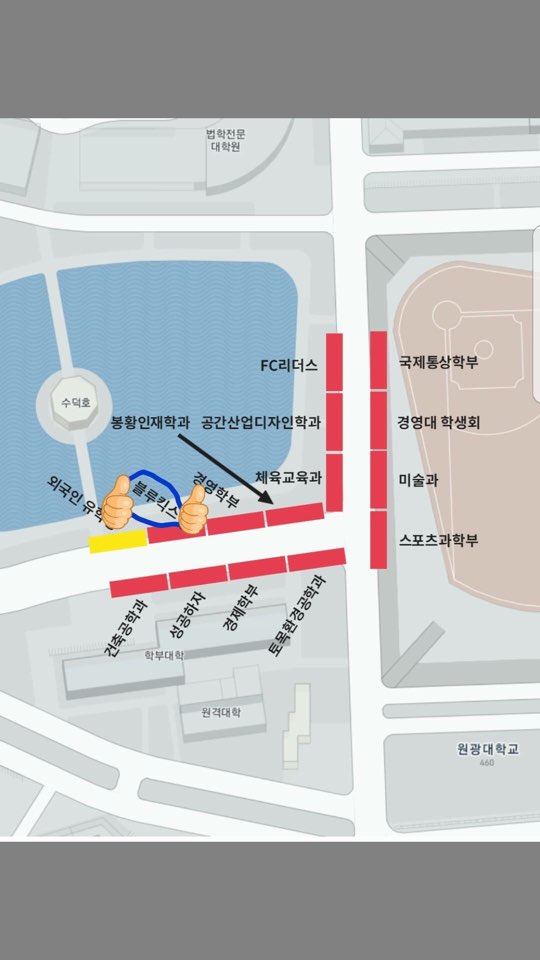 법학전문
대학원
FC리더스
국제통상학부
수덕호
봉황인재학과
공간산업디자인학과
경영대 학생회
체육교육과
미술과
외국인
블루킥스
경영학부
스포츠과학부
건축공학과
성공하자
경제학부
토목환경공학과
학부대학
원격대학
원광대학교
460